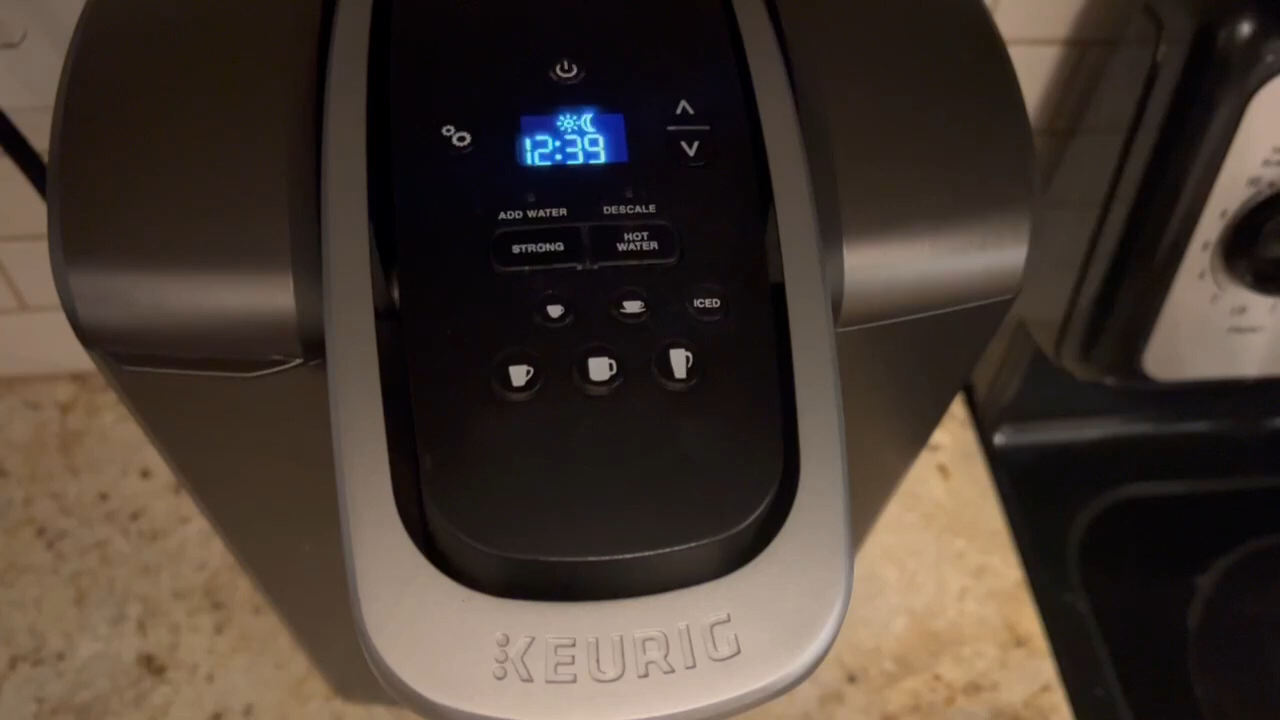 12:39
ADD WATER DESCALE
STRONG
HOT
WATER
ICED
KEURIG